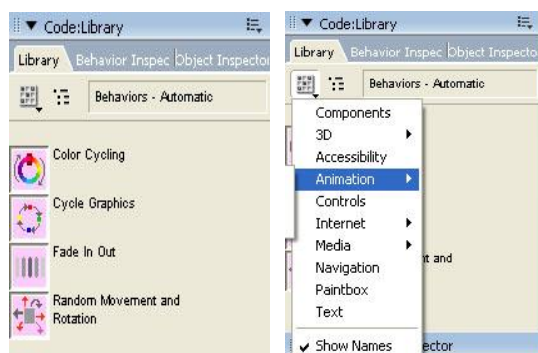 Code:Library
Library Behavior Inspec Object Inspector
Behaviors - Automatic
Color Cycling
Cycle Graphics
Fade In Out
Random Movement and
Rotation
Code:Library
Library Behavior Inspec Object Inspecto
Behaviors - Automatic
Components
3D
Accessibility
Animation
Controls
Internet
Media
Navigation
Paintbox
Text
Show Names
nt and
ector